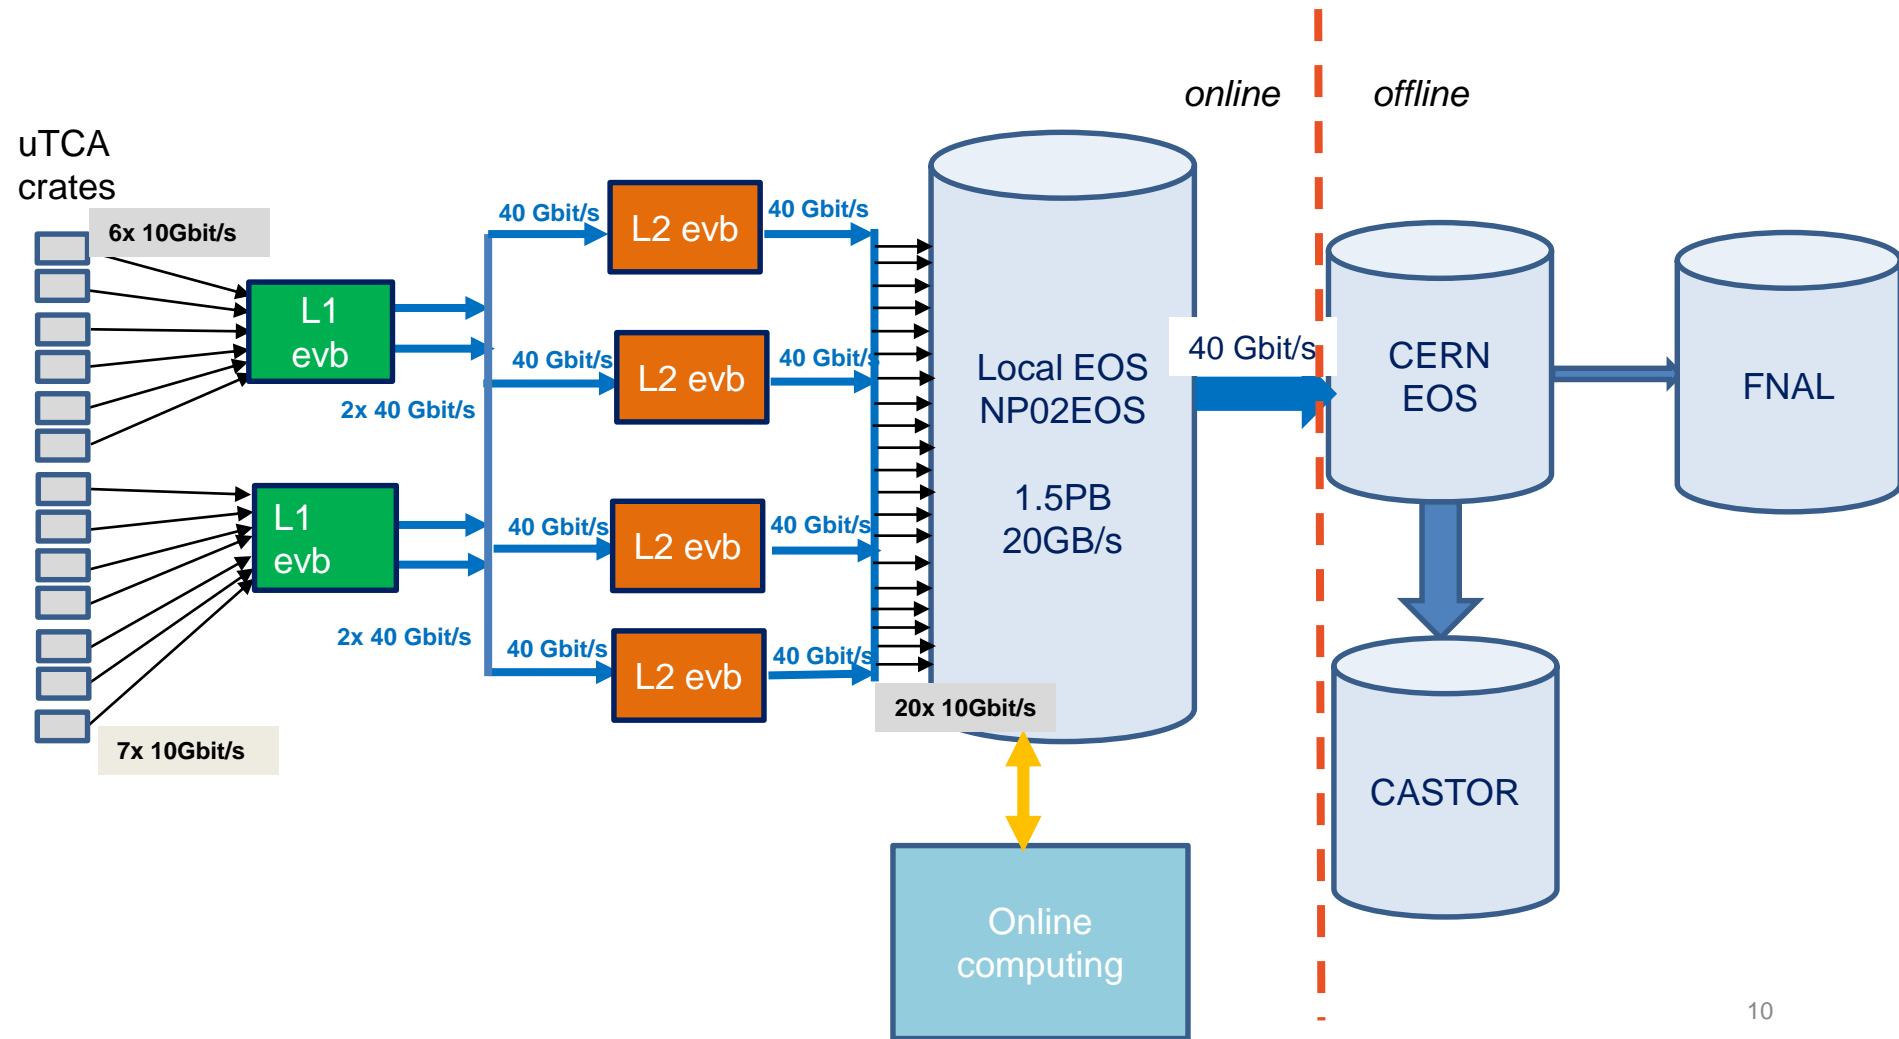 online
offline
uTCA
crates
6x 10Gbit/s
40 Gbit/s
L2 evb
40 Gbit/s
L1
evb
40 Gbit/s
L2 evb
40 Gbit/s
2x 40 Gbit/s
Local EOS
NP02EOS
1.5PB
20GB/s
40 Gbit/s
CERN
EOS
FNAL
L1
evb
40 Gbit/s
L2 evb
40 Gbit/s
2x 40 Gbit/s
40 Gbit/s
L2 evb
40 Gbit/s
20x 10Gbit/s
7x 10Gbit/s
CASTOR
Online
computing
10